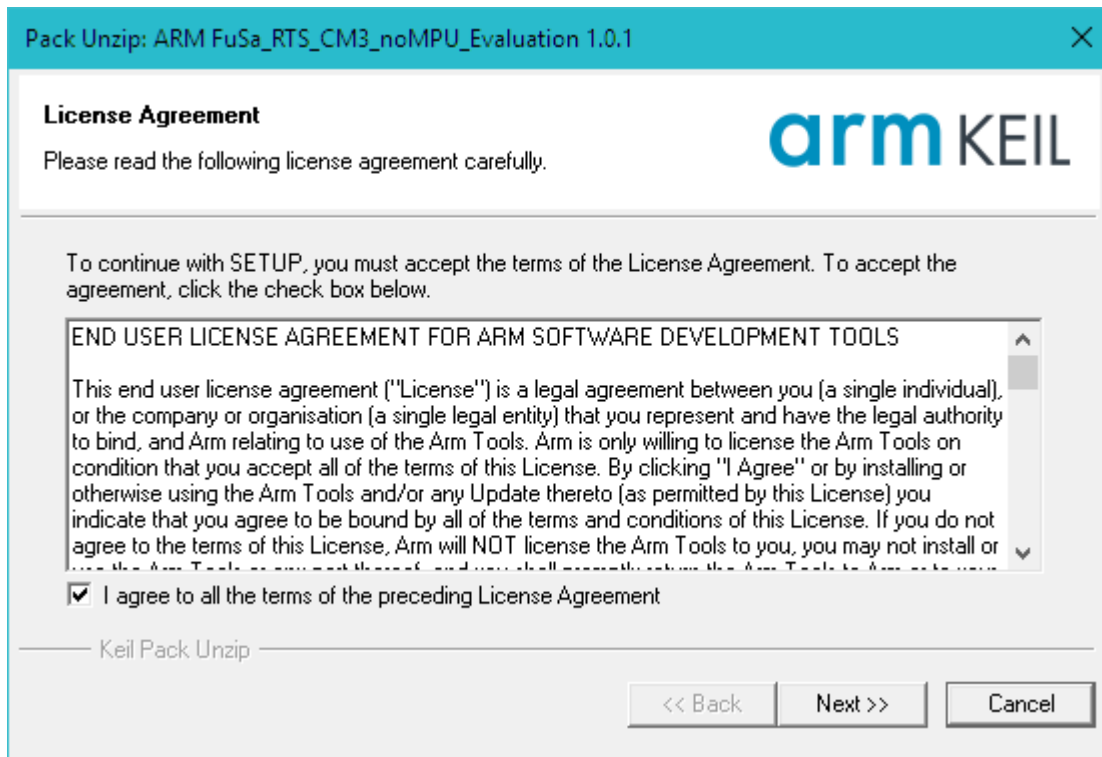 Pack Unzip: ARM FuSa_RTS_CM3_noMPU_Evaluation 1.0.1
License Agreement
Please read the following license agreement carefully.
arm KEIL
To continue with SETUP, you must accept the terms of the License Agreement. To accept the
agreement, click the check box below.
END USER LICENSE AGREEMENT FOR ARM SOFTWARE DEVELOPMENT TOOLS
This end user license agreement ("License") is a legal agreement between you (a single individual),
or the company or organisation (a single legal entity) that you represent and have the legal authority
to bind, and Arm relating to use of the Arm Tools. Arm is only willing to license the Arm Tools on
condition that you accept all of the terms of this License. By clicking "I Agree" or by installing or
otherwise using the Arm Tools and/or any Update thereto (as permitted by this License) you
indicate that you agree to be bound by all of the terms and conditions of this License. If you do not
agree to the terms of this License, Arm will NOT license the Arm Tools to you, you may not install or
I agree to all the terms of the preceding License Agreement
Keil Pack Unzip
<< Back
Next >>
Cancel